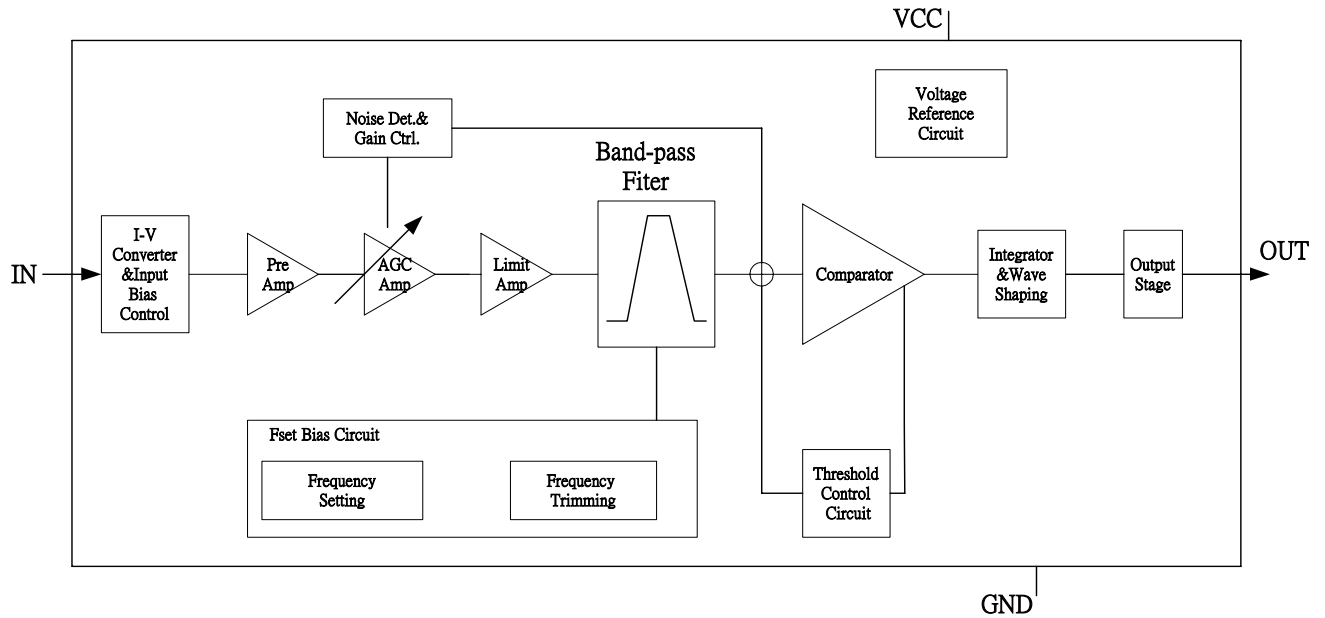 VCC
Voltage
Reference
Circuit
Noise Det.&
Gain Ctrl.
Band-pass
Fiter
IN
I-V
Converter
&Input
Bias
Control
Pre
Amp
AGC
Amp
Limit
Amp
Comparator
Integrator
&Wave
Shaping
Output
Stage
OUT
Fset Bias Circuit
Frequency
Setting
Frequency
Trimming
Threshold
Control
Circuit
GND